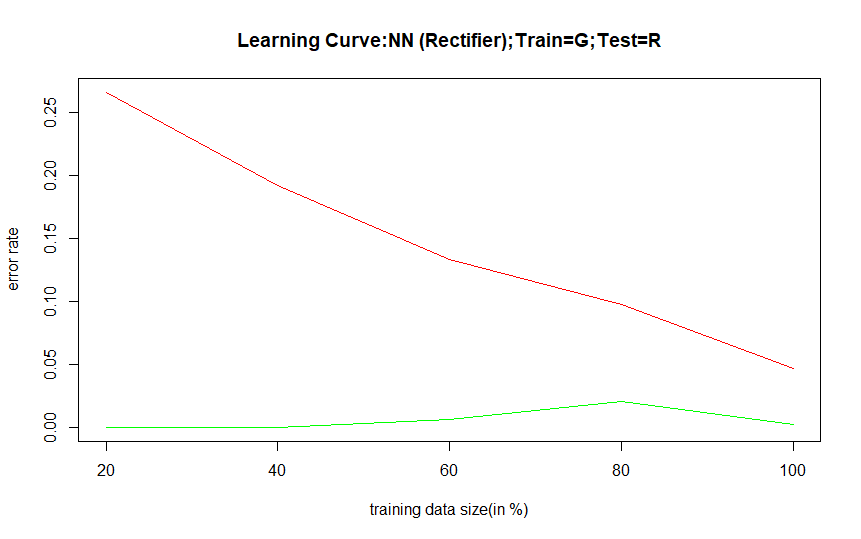 Learning Curve:NN (Rectifier);Train=G;Test=R
error rate
0.25
0.20
0.15
0.10
0.05
0.00
20 40 60 80 100
training data size(in %)